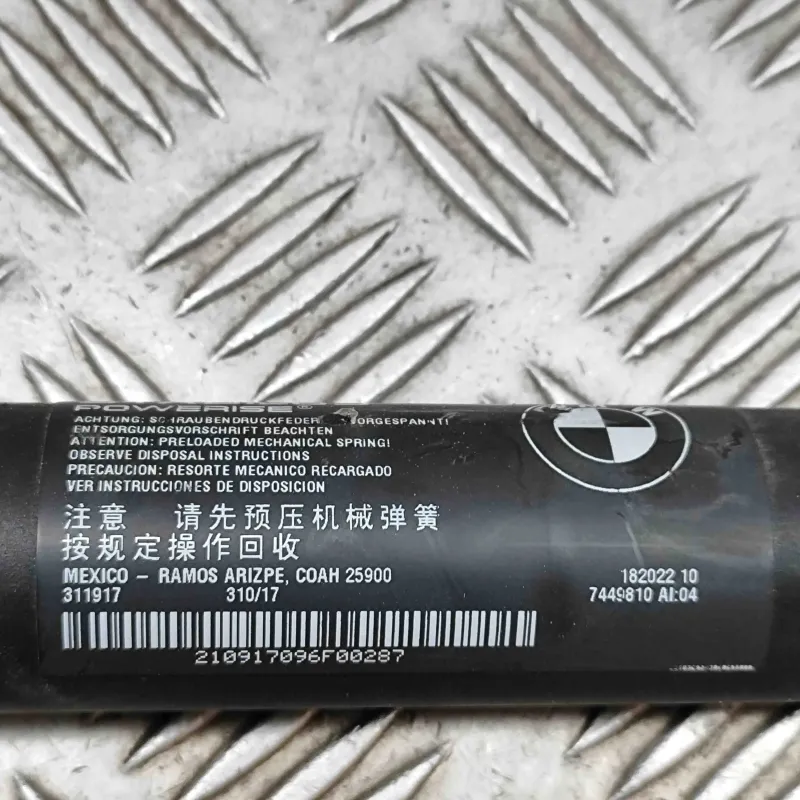 POWERISE®
ACHTUNG: SCHRAUBENDRUCKFEDER VORGESPANNT!
ENTSORGUNGSVORSCHRIFT BEACHTEN
ATTENTION: PRELOADED MECHANICAL SPRING!
OBSERVE DISPOSAL INSTRUCTIONS
PRECAUCION: RESORTE MECANICO RECARGADO
VER INSTRUCCIONES DE DISPOSICION
注意 请先预压机械弹簧
按规定操作回收
MEXICO – RAMOS ARIZPE, COAH 25900
311917 310/17
182022 10
7449810 AI:04
210917096F00287